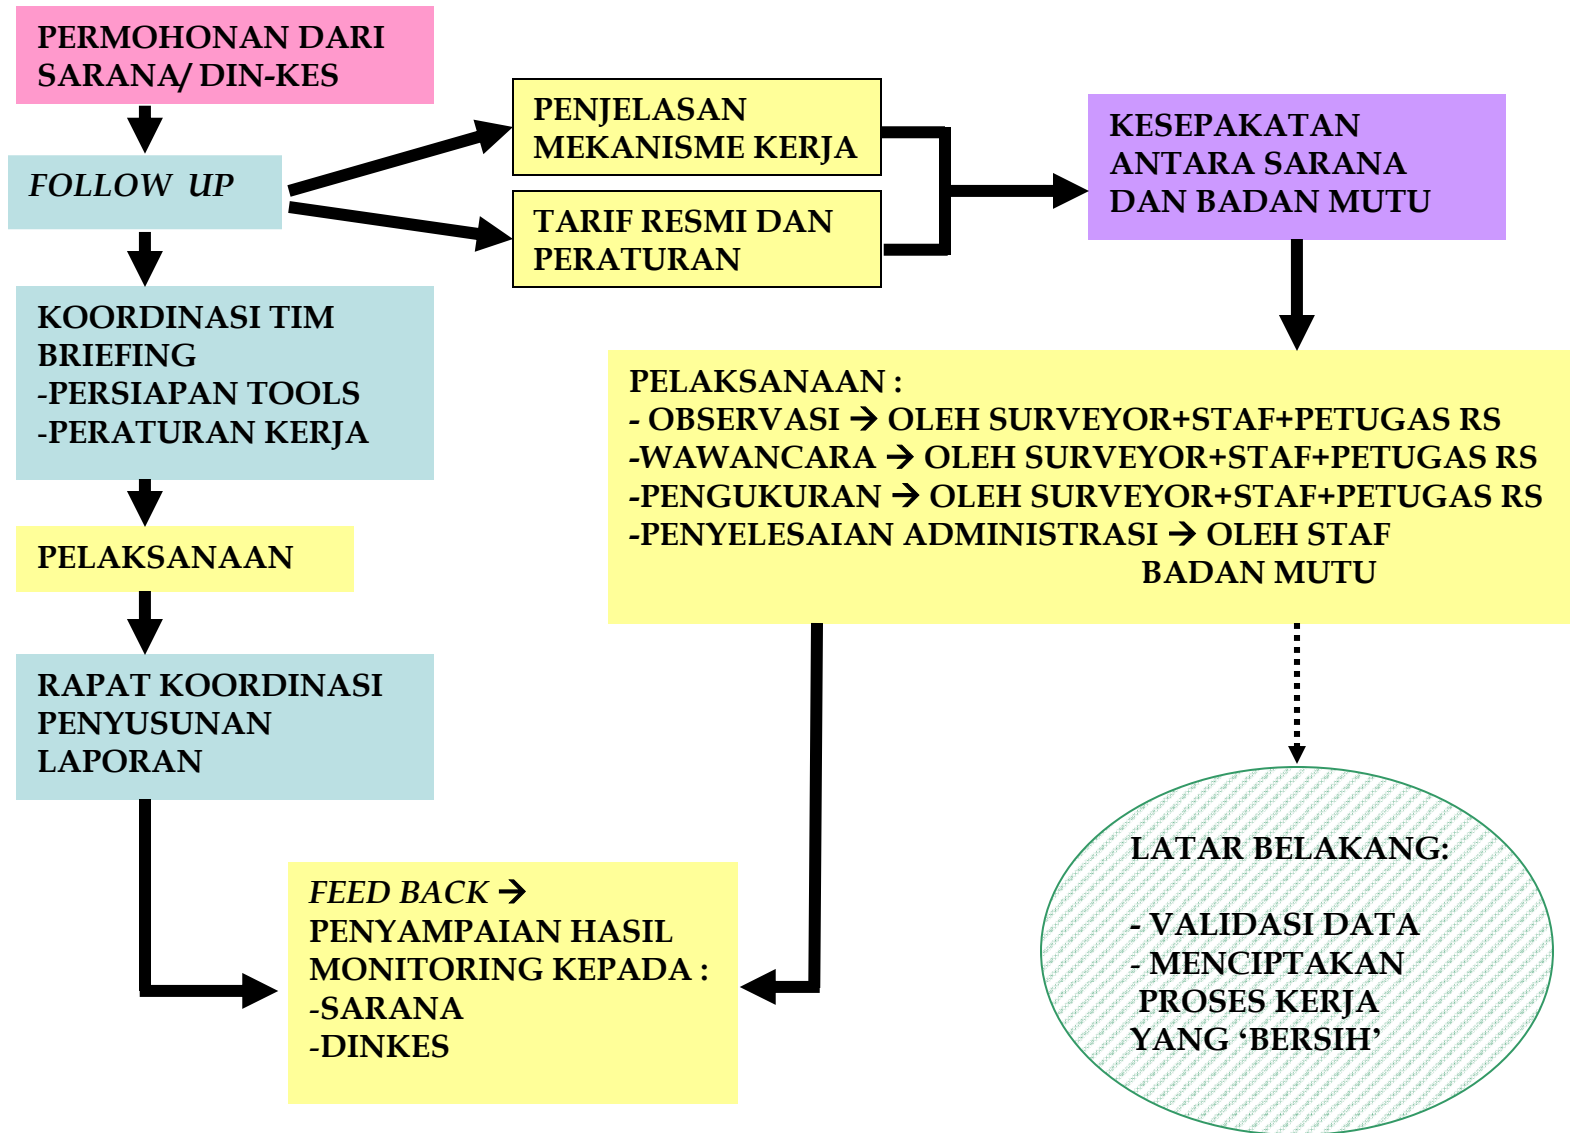 PERMOHONAN DARI
SARANA/ DIN-KES
FOLLOW UP
PENJELASAN
MEKANISME KERJA
TARIF RESMI DAN
PERATURAN
KESEPAKATAN
ANTARA SARANA
DAN BADAN MUTU
KOORDINASI TIM
BRIEFING
-PERSIAPAN TOOLS
-PERATURAN KERJA
PELAKSANAAN
RAPAT KOORDINASI
PENYUSUNAN
LAPORAN
PELAKSANAAN :
- OBSERVASI → OLEH SURVEYOR+STAF+PETUGAS RS
-WAWANCARA → OLEH SURVEYOR+STAF+PETUGAS RS
-PENGUKURAN → OLEH SURVEYOR+STAF+PETUGAS RS
-PENYELESAIAN ADMINISTRASI → OLEH STAF
BADAN MUTU
FEED BACK →
PENYAMPAIAN HASIL
MONITORING KEPADA :
-SARANA
-DINKES
LATAR BELAKANG:
- VALIDASI DATA
- MENCIPTAKAN
PROSES KERJA
YANG ‘BERSIH’